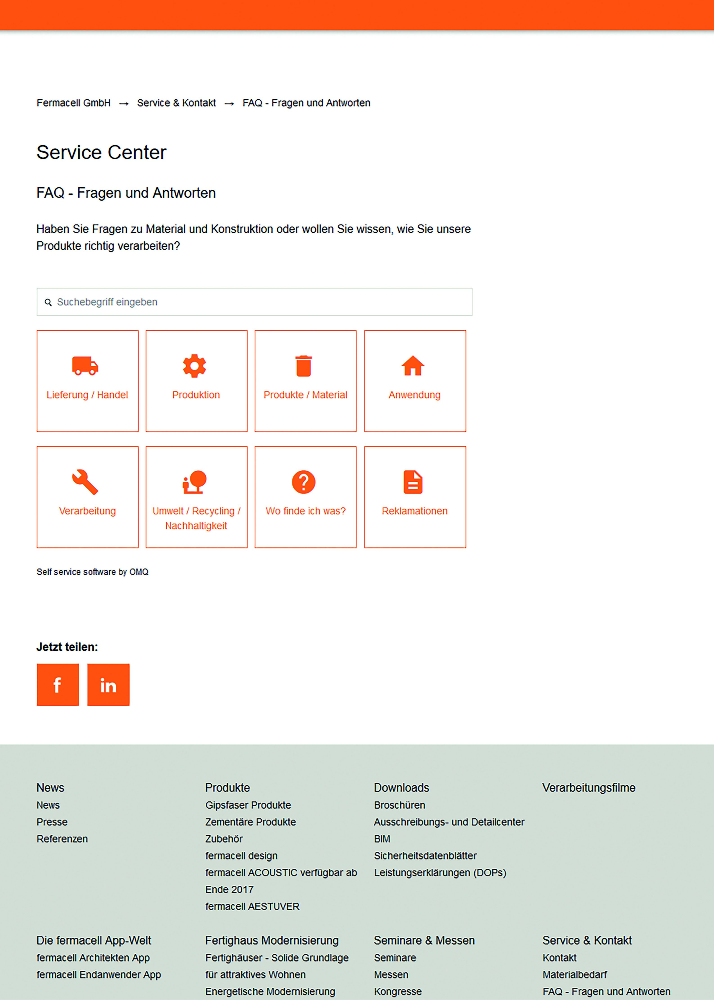 Fermacell GmbH → Service & Kontakt → FAQ - Fragen und Antworten
Service Center
FAQ - Fragen und Antworten
Haben Sie Fragen zu Material und Konstruktion oder wollen Sie wissen, wie Sie unsere
Produkte richtig verarbeiten?
Suchebegriff eingeben
Lieferung / Handel
Produktion
Produkte / Material
Anwendung
Verarbeitung
Umwelt / Recycling /
Nachhaltigkeit
Wo finde ich was?
Reklamationen
Self service software by OMQ
Jetzt teilen:
f
in
News
News
Presse
Referenzen
Produkte
Gipsfaser Produkte
Zementäre Produkte
Zubehör
fermacell design
fermacell ACOUSTIC verfügbar ab
Ende 2017
fermacell AESTUVER
Downloads
Broschüren
Ausschreibungs- und Detailcenter
BIM
Sicherheitsdatenblätter
Leistungserklärungen (DOPs)
Verarbeitungsfilme
Die fermacell App-Welt
fermacell Architekten App
fermacell Endanwender App
Fertighaus Modernisierung
Fertighäuser - Solide Grundlage
für attraktives Wohnen
Energetische Modernisierung
Seminare & Messen
Seminare
Messen
Kongresse
Service & Kontakt
Kontakt
Materialbedarf
FAQ - Fragen und Antworten